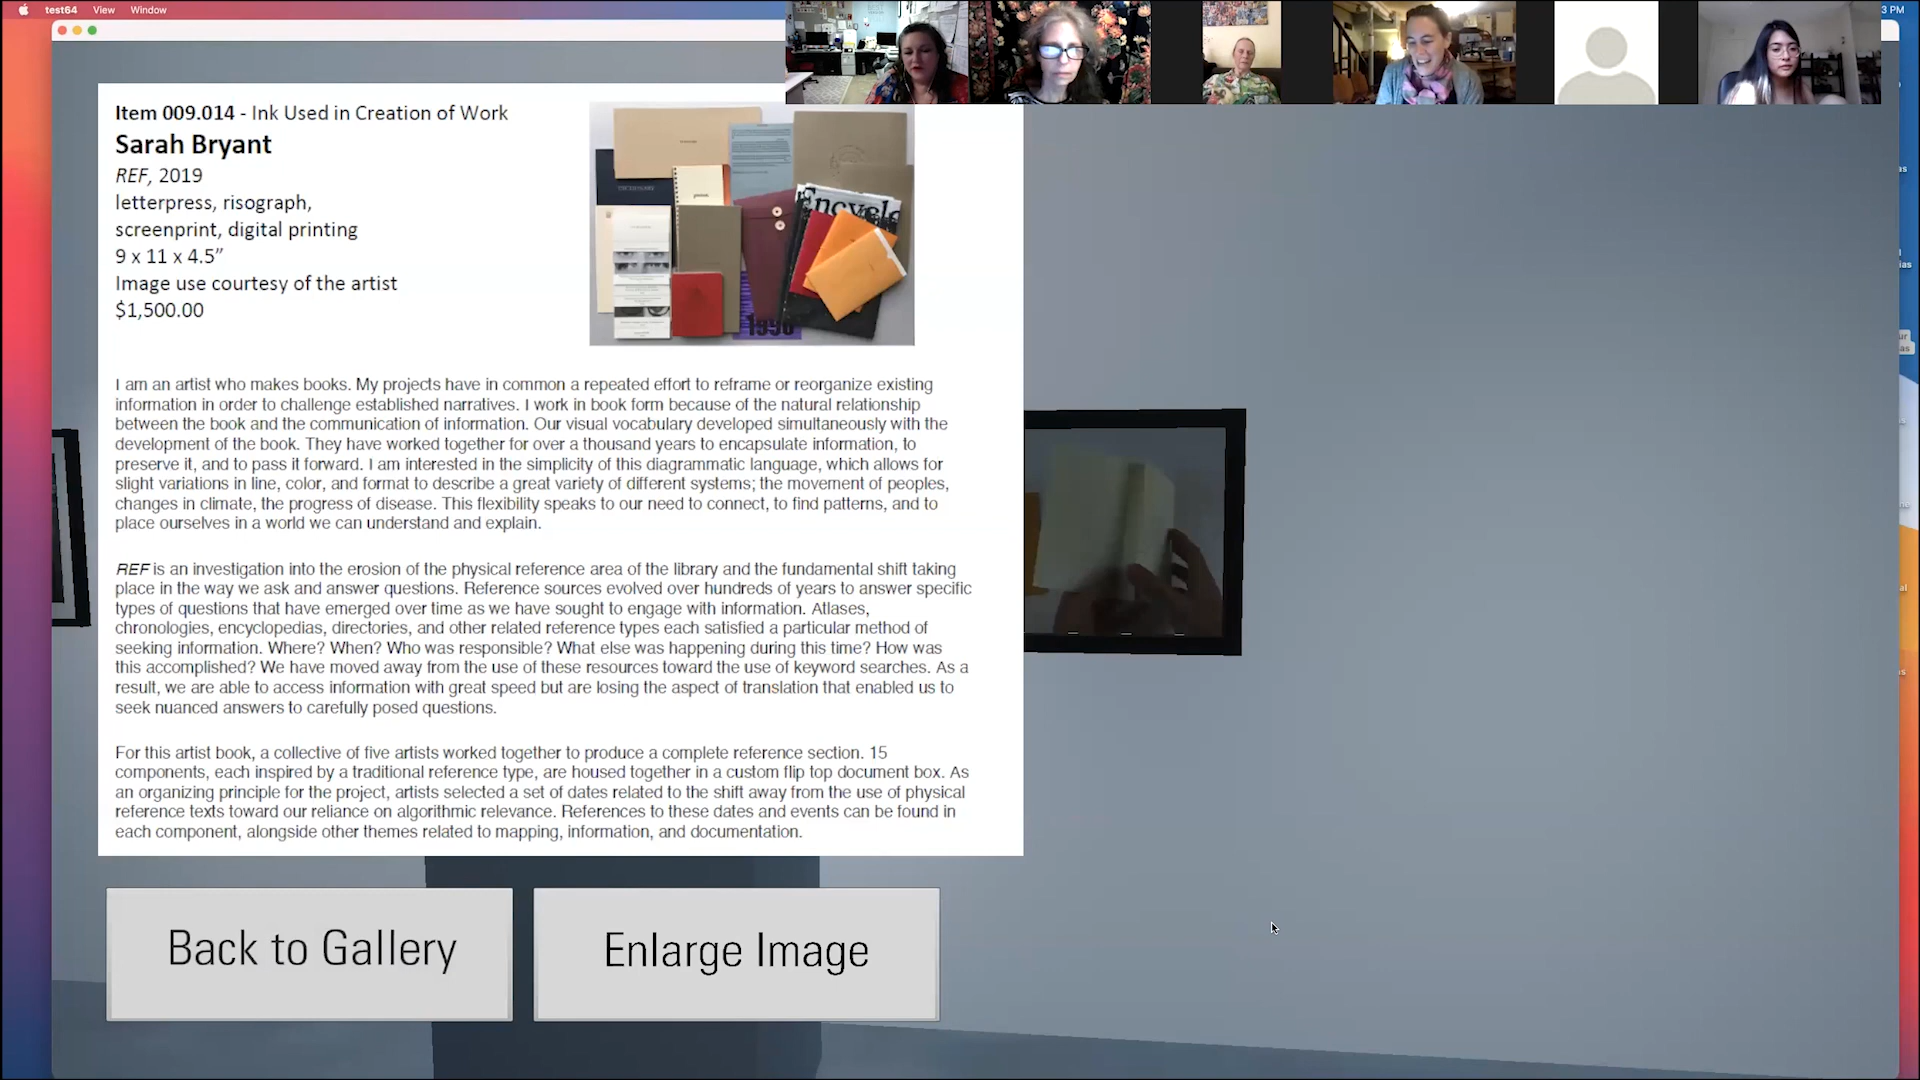 test64 View Window
3 PM
Item 009.014 - Ink Used in Creation of Work
Sarah Bryant
REF, 2019
letterpress, risograph,
screenprint, digital printing
9 x 11 x 4.5”
Image use courtesy of the artist
$1,500.00
Encycl
1996
I am an artist who makes books. My projects have in common a repeated effort to reframe or reorganize existing
information in order to challenge established narratives. I work in book form because of the natural relationship
between the book and the communication of information. Our visual vocabulary developed simultaneously with the
development of the book. They have worked together for over a thousand years to encapsulate information, to
preserve it, and to pass it forward. I am interested in the simplicity of this diagrammatic language, which allows for
slight variations in line, color, and format to describe a great variety of different systems; the movement of peoples,
changes in climate, the progress of disease. This flexibility speaks to our need to connect, to find patterns, and to
place ourselves in a world we can understand and explain.
REF is an investigation into the erosion of the physical reference area of the library and the fundamental shift taking
place in the way we ask and answer questions. Reference sources evolved over hundreds of years to answer specific
types of questions that have emerged over time as we have sought to engage with information. Atlases,
chronologies, encyclopedias, directories, and other related reference types each satisfied a particular method of
seeking information. Where? When? Who was responsible? What else was happening during this time? How was
this accomplished? We have moved away from the use of these resources toward the use of keyword searches. As a
result, we are able to access information with great speed but are losing the aspect of translation that enabled us to
seek nuanced answers to carefully posed questions.
For this artist book, a collective of five artists worked together to produce a complete reference section. 15
components, each inspired by a traditional reference type, are housed together in a custom flip top document box. As
an organizing principle for the project, artists selected a set of dates related to the shift away from the use of physical
reference texts toward our reliance on algorithmic relevance. References to these dates and events can be found in
each component, alongside other themes related to mapping, information, and documentation.
Back to Gallery
Enlarge Image